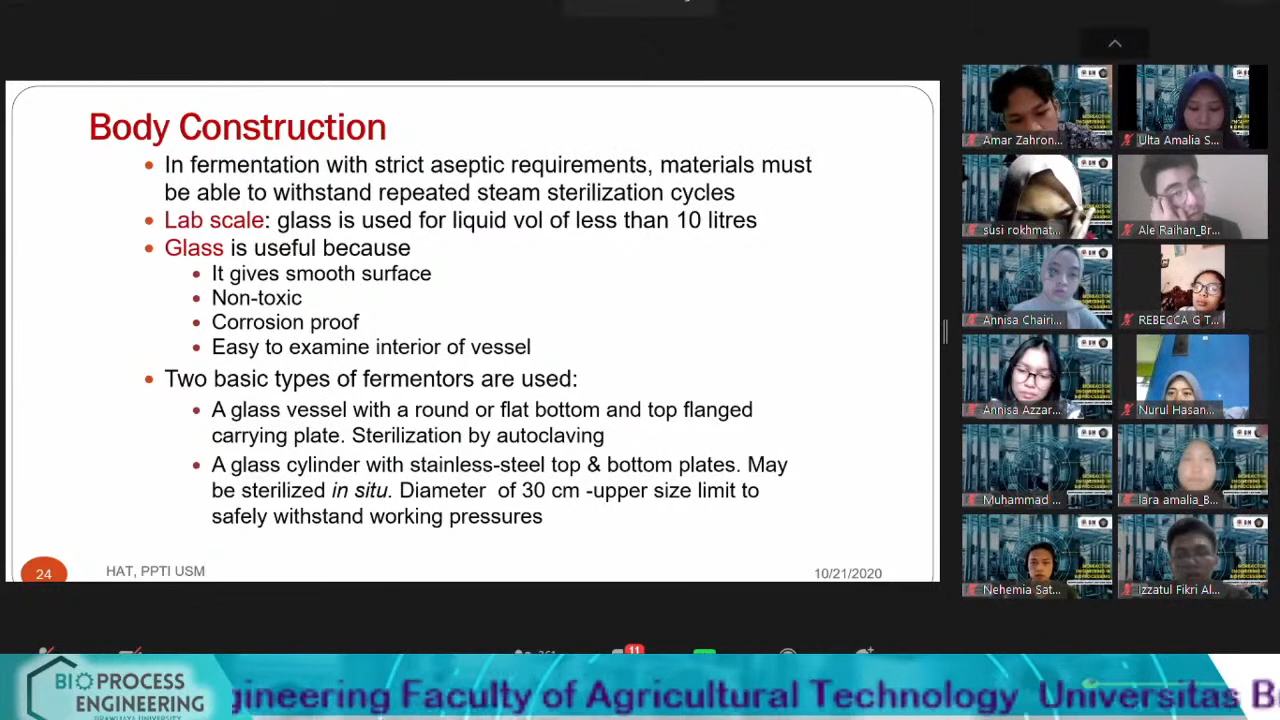 Body Construction
• In fermentation with strict aseptic requirements, materials must
be able to withstand repeated steam sterilization cycles
• Lab scale: glass is used for liquid vol of less than 10 litres
• Glass is useful because
• It gives smooth surface
• Non-toxic
• Corrosion proof
• Easy to examine interior of vessel
• Two basic types of fermentors are used:
• A glass vessel with a round or flat bottom and top flanged
carrying plate. Sterilization by autoclaving
• A glass cylinder with stainless-steel top & bottom plates. May
be sterilized in situ. Diameter of 30 cm -upper size limit to
safely withstand working pressures
24
HAT, PPTI USM
10/21/2020
Amar Zahron...
Ulta Amalia S...
susi rokhmat...
Ale Raihan_Br...
Annisa Chairi...
REBECCA G T...
Annisa Azzar...
Nurul Hasan...
Muhammad ...
lara amalia_B...
Nehemia Sat...
Izzatul Fikri Al...
11
BIOPROCESS
ENGINEERING
gineering Faculty of Agricultural Technology Universitas B